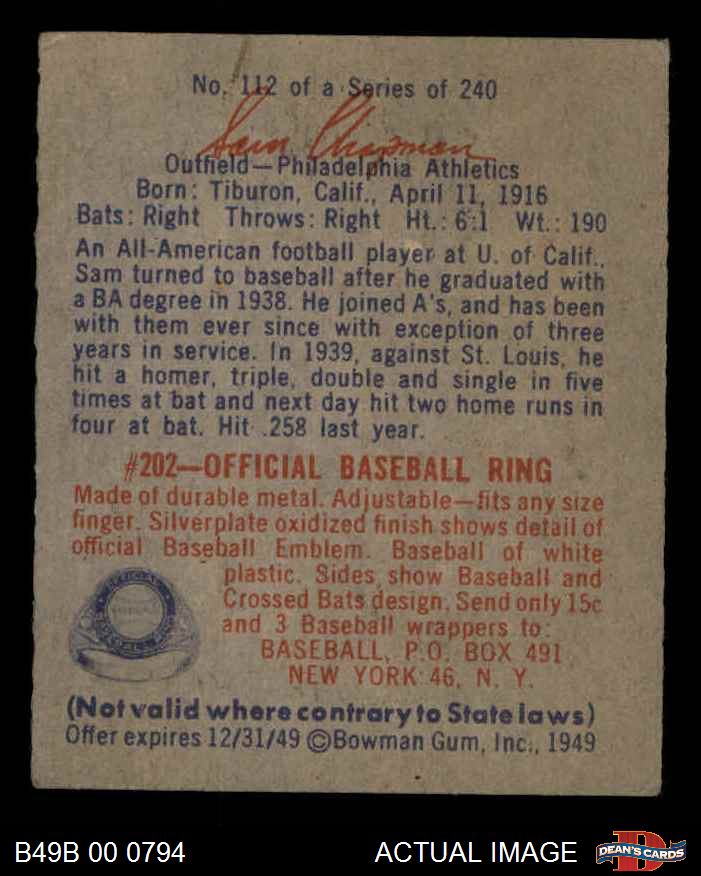 No. 112 of a Series of 240
Sam Chapman
Outfield—Philadelphia Athletics
Born: Tiburon, Calif., April 11, 1916
Bats: Right Throws: Right Ht.: 6:1 Wt.: 190
An All-American football player at U. of Calif.,
Sam turned to baseball after he graduated with
a BA degree in 1938. He joined A's, and has been
with them ever since with exception of three
years in service. In 1939, against St. Louis, he
hit a homer, triple, double and single in five
times at bat and next day hit two home runs in
four at bat. Hit .258 last year.
#202—OFFICIAL BASEBALL RING
Made of durable metal. Adjustable—fits any size
finger. Silverplate oxidized finish shows detail of
official Baseball Emblem. Baseball of white
plastic. Sides show Baseball and
Crossed Bats design. Send only 15c
and 3 Baseball wrappers to:
BASEBALL, P.O. BOX 491
NEW YORK 46, N. Y.
OFFICIAL
(Not valid where contrary to State laws)
Offer expires 12/31/49 ©Bowman Gum, Inc., 1949
B49B 00 0794
ACTUAL IMAGE
D
DEAN'S CARDS